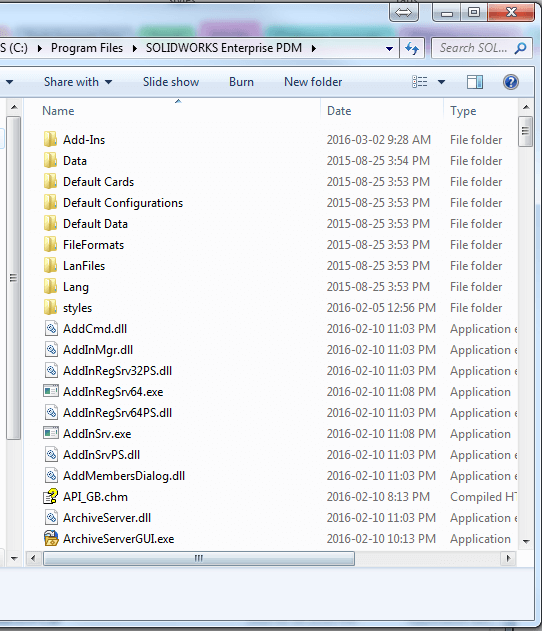 S (C:) Program Files SOLIDWORKS Enterprise PDM Search SOL...
Share with Slide show Burn New folder
Name Date Type
Add-Ins 2016-03-02 9:28 AM File folder
Data 2015-08-25 3:54 PM File folder
Default Cards 2015-08-25 3:53 PM File folder
Default Configurations 2015-08-25 3:53 PM File folder
Default Data 2015-08-25 3:53 PM File folder
FileFormats 2015-08-25 3:53 PM File folder
LanFiles 2015-08-25 3:53 PM File folder
Lang 2015-08-25 3:53 PM File folder
styles 2016-02-05 12:56 PM File folder
AddCmd.dll 2016-02-10 11:03 PM Application e
AddInMgr.dll 2016-02-10 11:03 PM Application e
AddInRegSrv32PS.dll 2016-02-10 11:03 PM Application e
AddInRegSrv64.exe 2016-02-10 11:08 PM Application
AddInRegSrv64PS.dll 2016-02-10 11:03 PM Application e
AddInSrv.exe 2016-02-10 11:08 PM Application
AddInSrvPS.dll 2016-02-10 11:03 PM Application e
AddMembersDialog.dll 2016-02-10 11:03 PM Application e
API_GB.chm 2016-02-10 8:13 PM Compiled HT
ArchiveServer.dll 2016-02-10 11:03 PM Application e
ArchiveServerGUI.exe 2016-02-10 10:13 PM Application